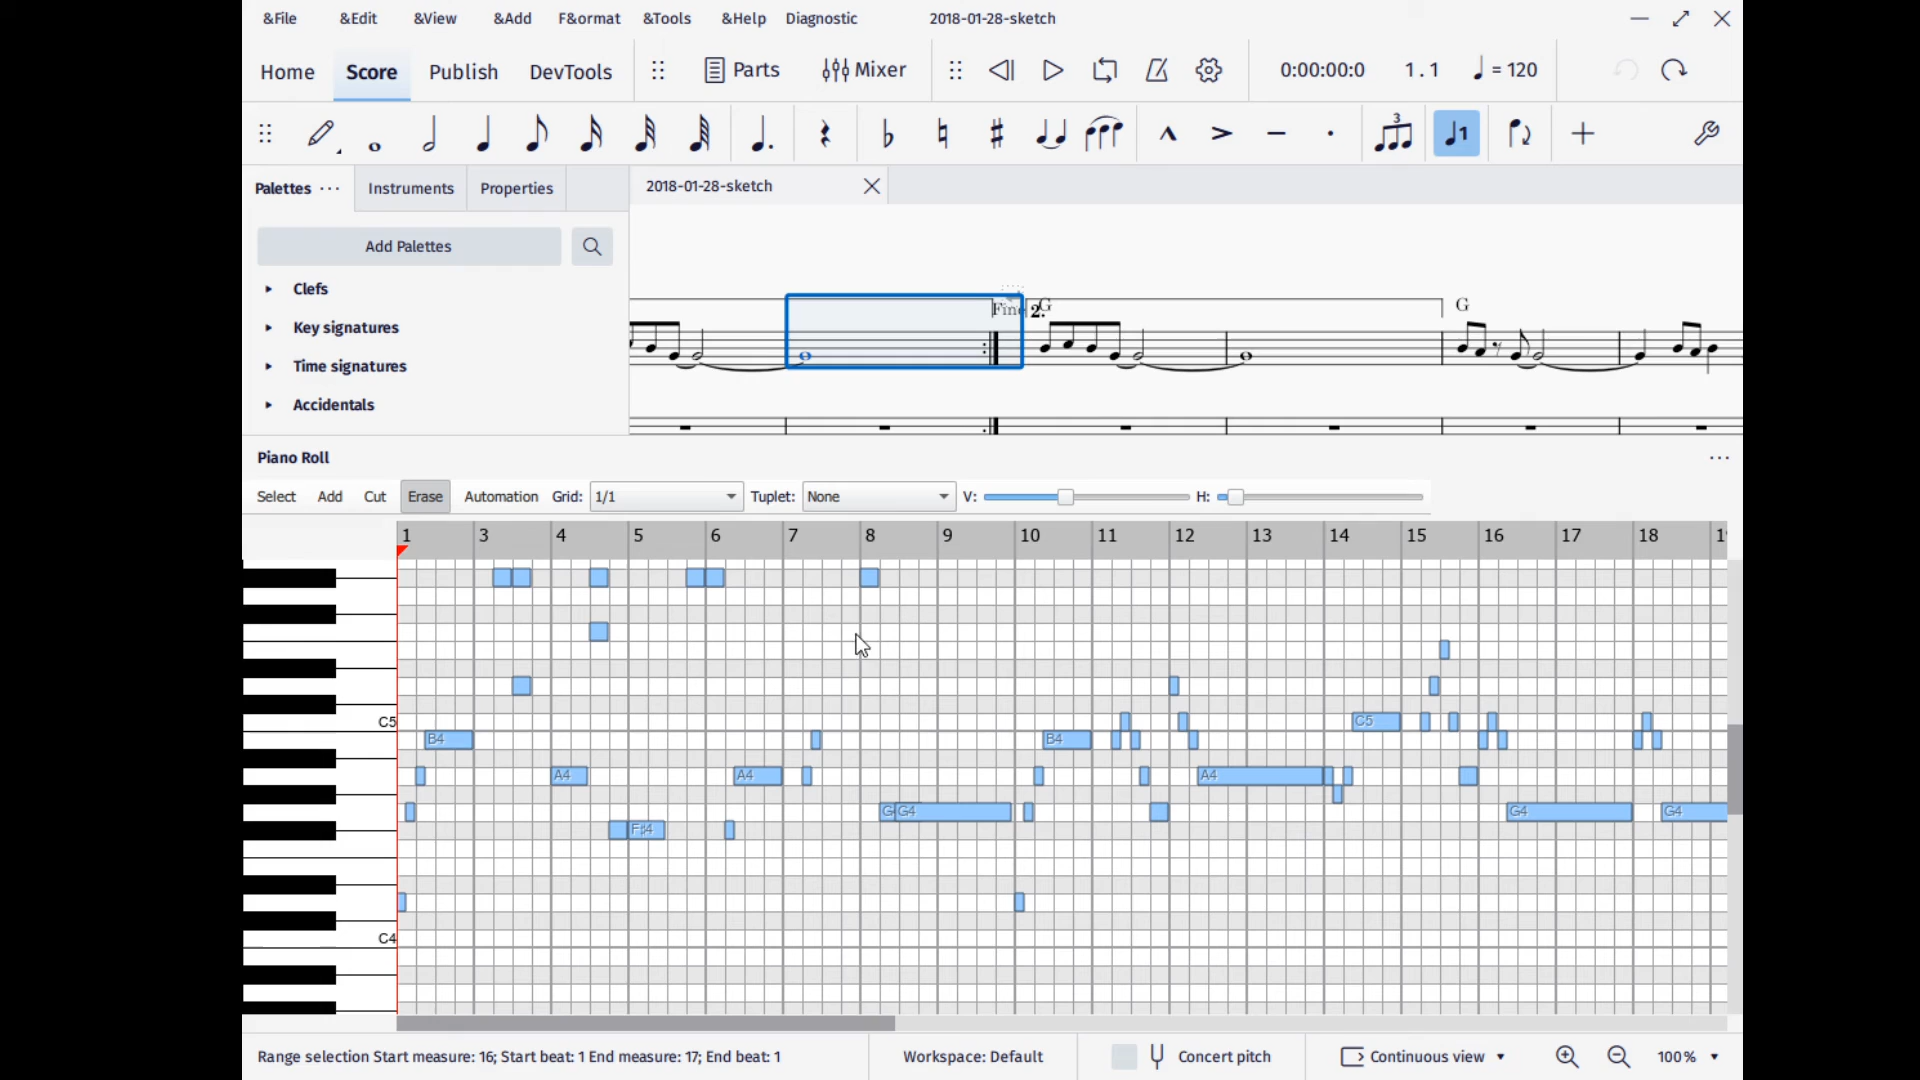 &File &Edit &View &Add F&ormat &Tools &Help Diagnostic 2018-01-28-sketch
Home Score Publish DevTools Parts Mixer 0:00:00:0 1 . 1 = 120
3
1
Palettes ··· Instruments Properties 2018-01-28-sketch
Add Palettes
Clefs
Key signatures
Time signatures
Accidentals
Fine 2. G G
Piano Roll ···
Select Add Cut Erase Automation Grid: 1/1 Tuplet: None V: H:
1 3 4 5 6 7 8 9 10 11 12 13 14 15 16 17 18
C5 C5
B4 B4
A4 A4 A4
G4 G4 G4
F#4
C4
Range selection Start measure: 16; Start beat: 1 End measure: 17; End beat: 1 Workspace: Default Concert pitch Continuous view 100%